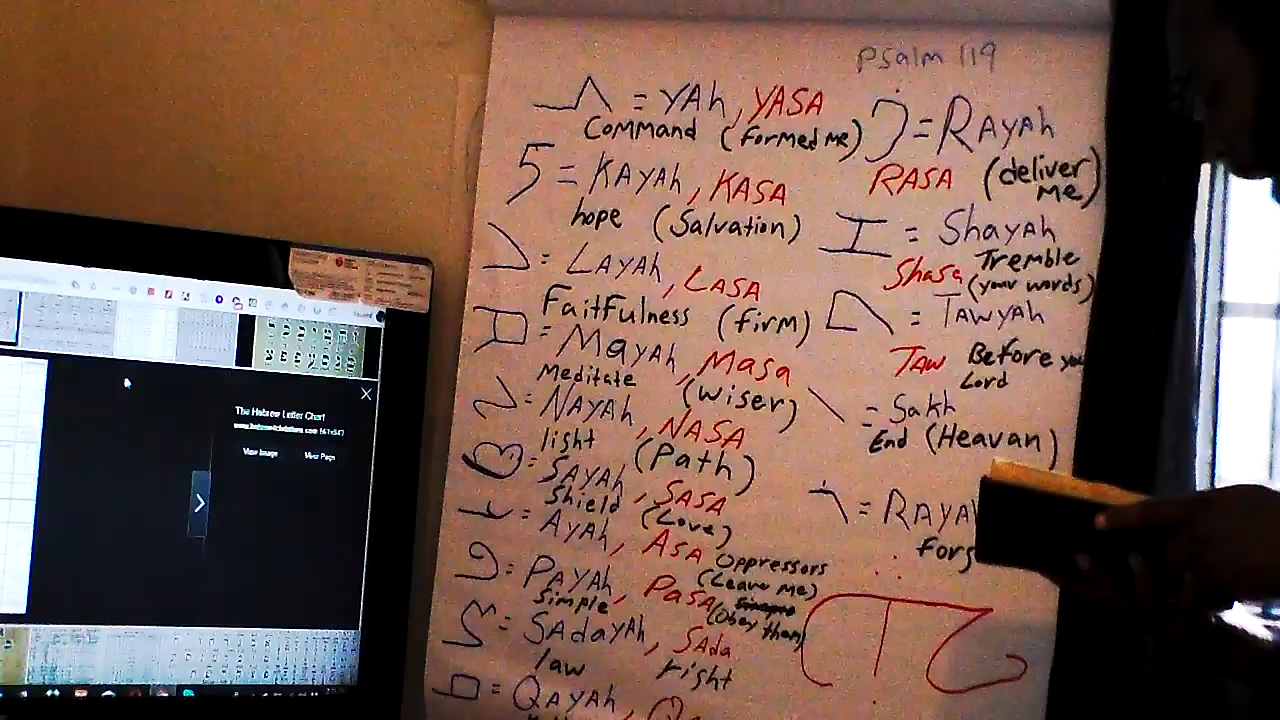 Psalm 119
= YAh, YASA
Command (formed me)
= KAYAh, KASA
hope (Salvation)
= LAYAh, LASA
Faitfulness (firm)
= MAYAh, MASA
Meditate (Wiser)
= NAYAh, NASA
light (Path)
= SAYAh, SASA
Shield (Love)
= AYAh, ASA Oppressors
(Leave me)
= PAYAh, PASA
Simple (Obey them)
= SAdAYAh, SAda
law right
= QAYAh,
= RAYAh
RASA (deliver me)
= ShayAh
Tremble
Shasa (your words)
= TAWYAh
TAW Before you
Lord
= Sakh
End (Heavan)
= RAYA
forg
The Hebrew Letter Chart
View Image View Page